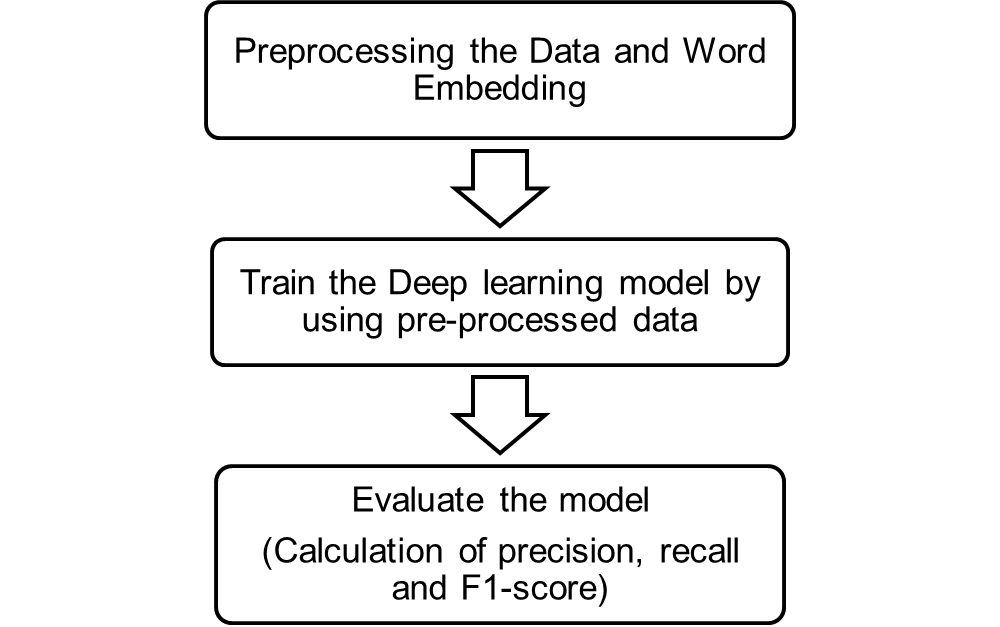 Preprocessing the Data and Word
Embedding
Train the Deep learning model by
using pre-processed data
Evaluate the model
(Calculation of precision, recall
and F1-score)